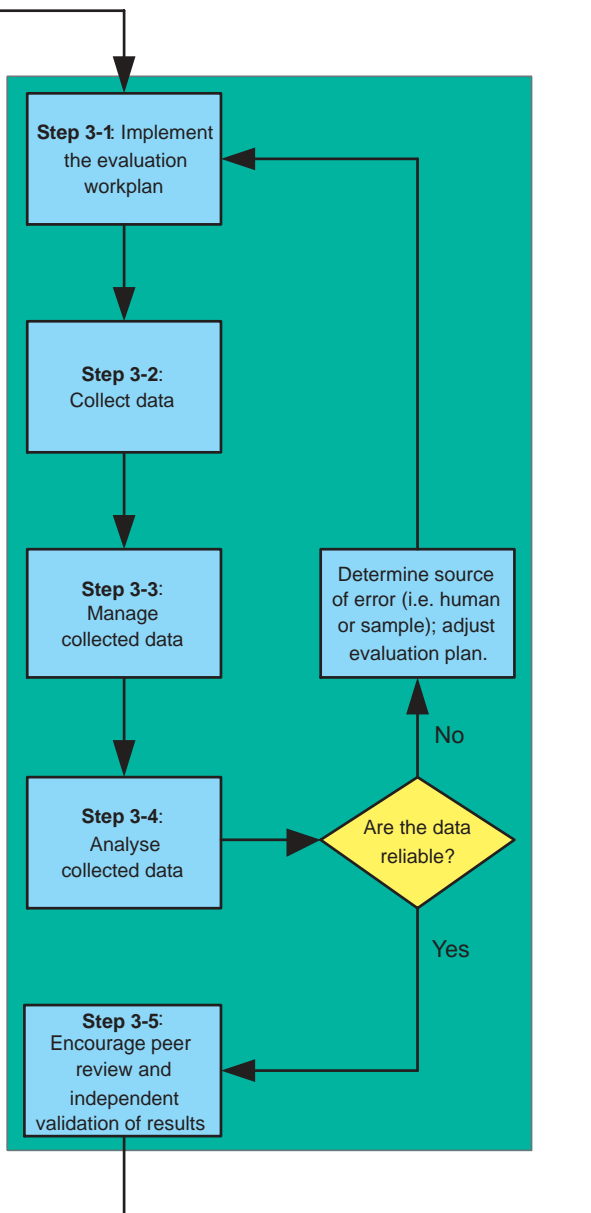 Step 3-1: Implement
the evaluation
workplan
Step 3-2:
Collect data
Step 3-3:
Manage
collected data
Determine source
of error (i.e. human
or sample); adjust
evaluation plan.
No
Step 3-4:
Analyse
collected data
Are the data
reliable?
Yes
Step 3-5:
Encourage peer
review and
independent
validation of results